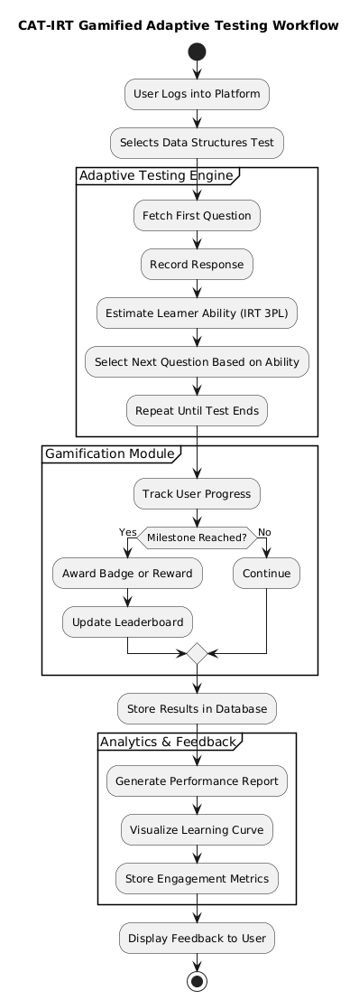 CAT-IRT Gamified Adaptive Testing Workflow
User Logs into Platform
Selects Data Structures Test
Adaptive Testing Engine
Fetch First Question
Record Response
Estimate Learner Ability (IRT 3PL)
Select Next Question Based on Ability
Repeat Until Test Ends
Gamification Module
Track User Progress
Yes
Milestone Reached?
No
Award Badge or Reward
Continue
Update Leaderboard
Store Results in Database
Analytics & Feedback
Generate Performance Report
Visualize Learning Curve
Store Engagement Metrics
Display Feedback to User